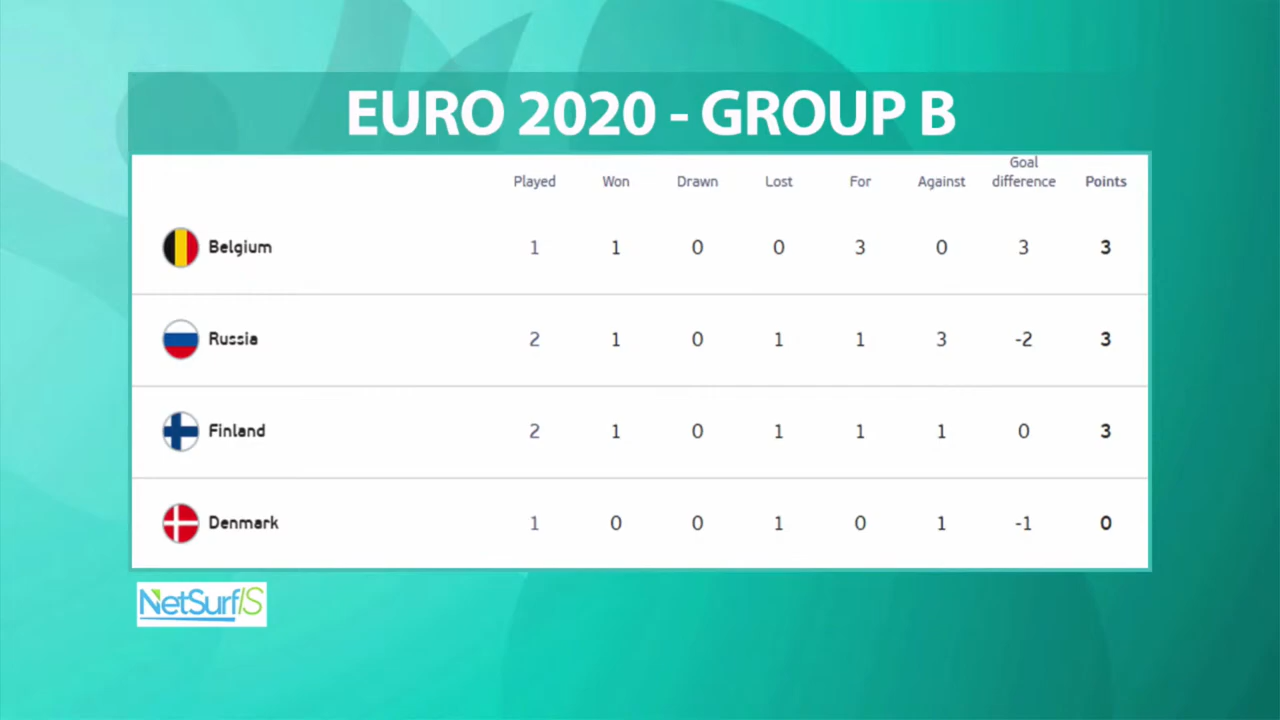 EURO 2020 - GROUP B
Played Won Drawn Lost For Against Goal difference Points
Belgium 1 1 0 0 3 0 3 3
Russia 2 1 0 1 1 3 -2 3
Finland 2 1 0 1 1 1 0 3
Denmark 1 0 0 1 0 1 -1 0
NetSurf/S